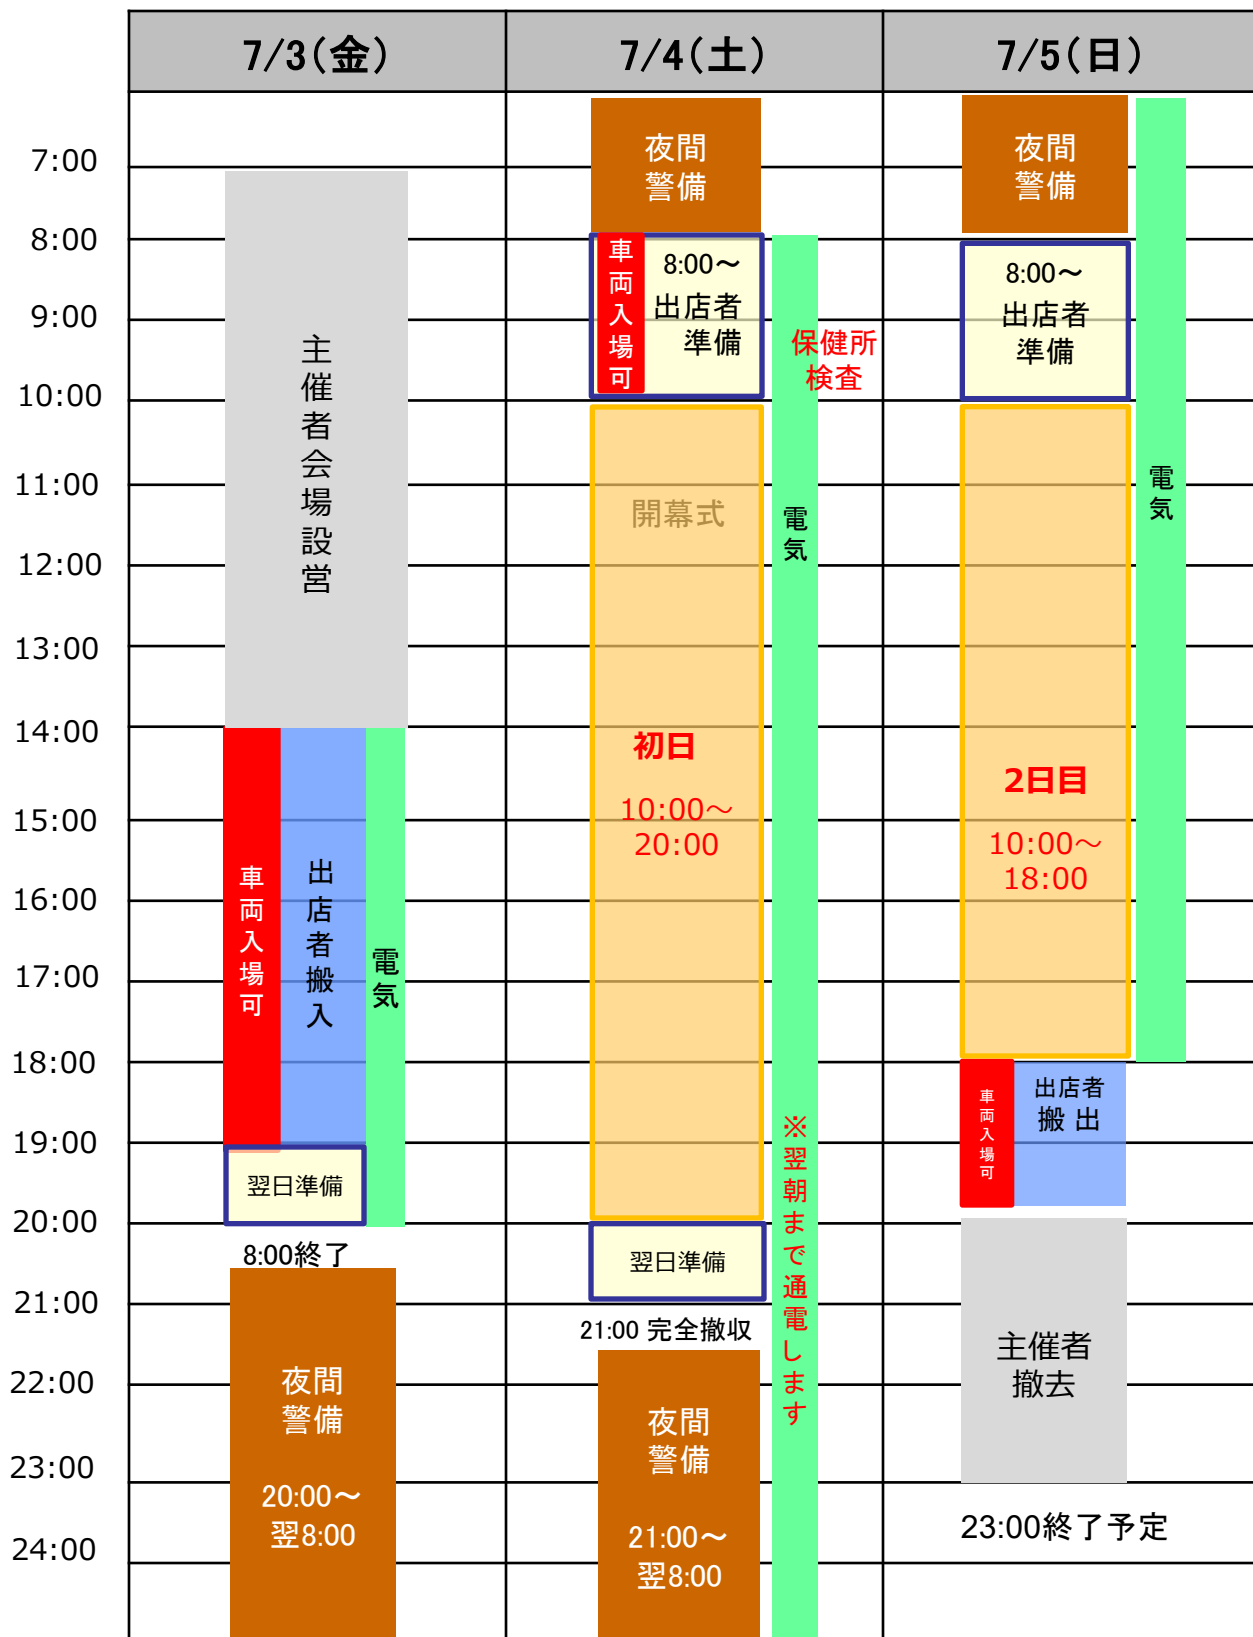 7/3(金)
7/4(土)
7/5(日)
7:00
8:00
9:00
10:00
11:00
12:00
13:00
14:00
15:00
16:00
17:00
18:00
19:00
20:00
21:00
22:00
23:00
24:00
主催者会場設営
車両入場可
出店者搬入
電気
翌日準備
8:00終了
夜間
警備
20:00～
翌8:00
夜間
警備
車両入場可
8:00～
出店者
準備
保健所
検査
開幕式
電気
初日
10:00～
20:00
※翌朝まで通電します
翌日準備
21:00 完全撤収
夜間
警備
21:00～
翌8:00
夜間
警備
8:00～
出店者
準備
電気
2日目
10:00～
18:00
車両入場可
出店者
搬 出
主催者
撤去
23:00終了予定